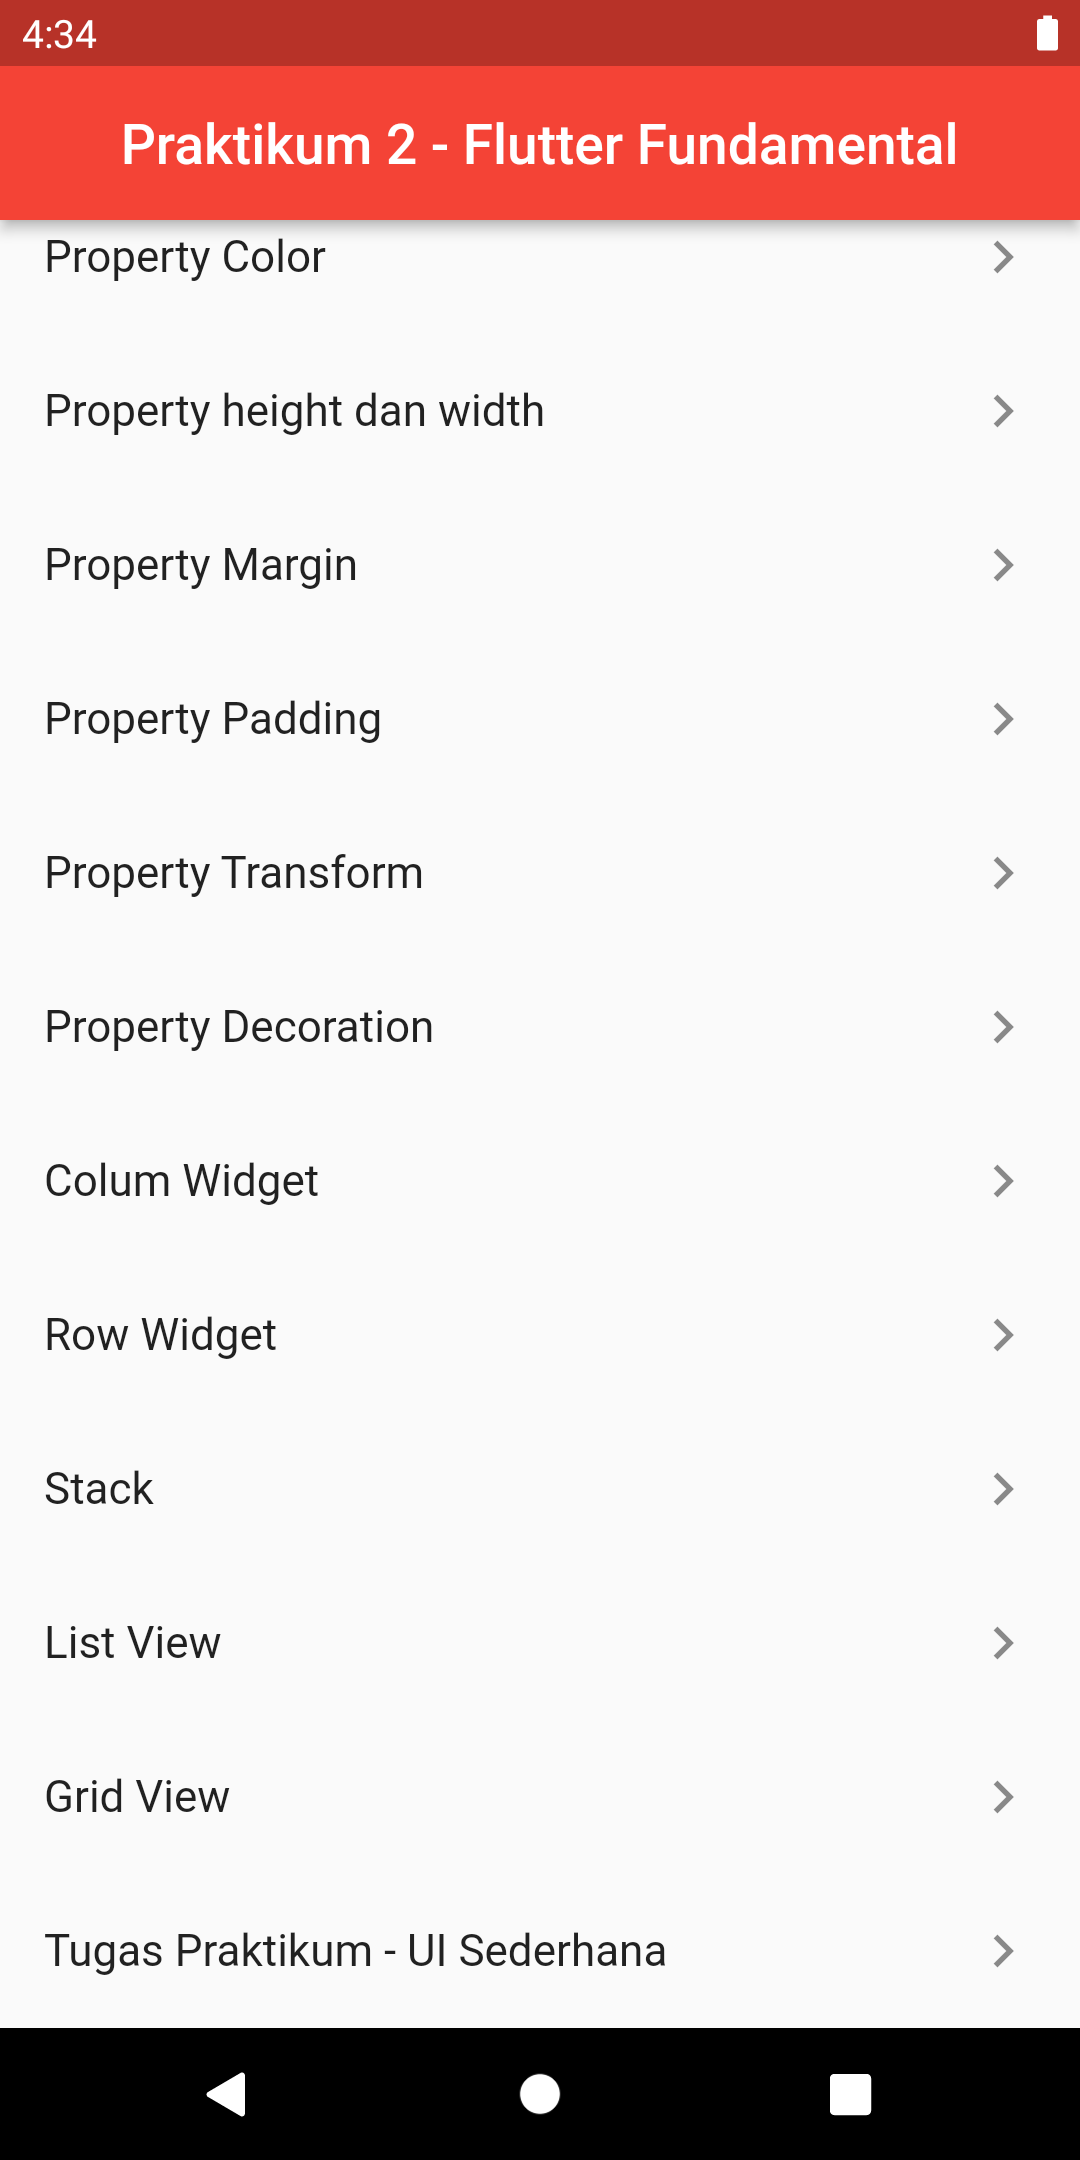 4:34
Praktikum 2 - Flutter Fundamental
Property Color
Property height dan width
Property Margin
Property Padding
Property Transform
Property Decoration
Colum Widget
Row Widget
Stack
List View
Grid View
Tugas Praktikum - UI Sederhana